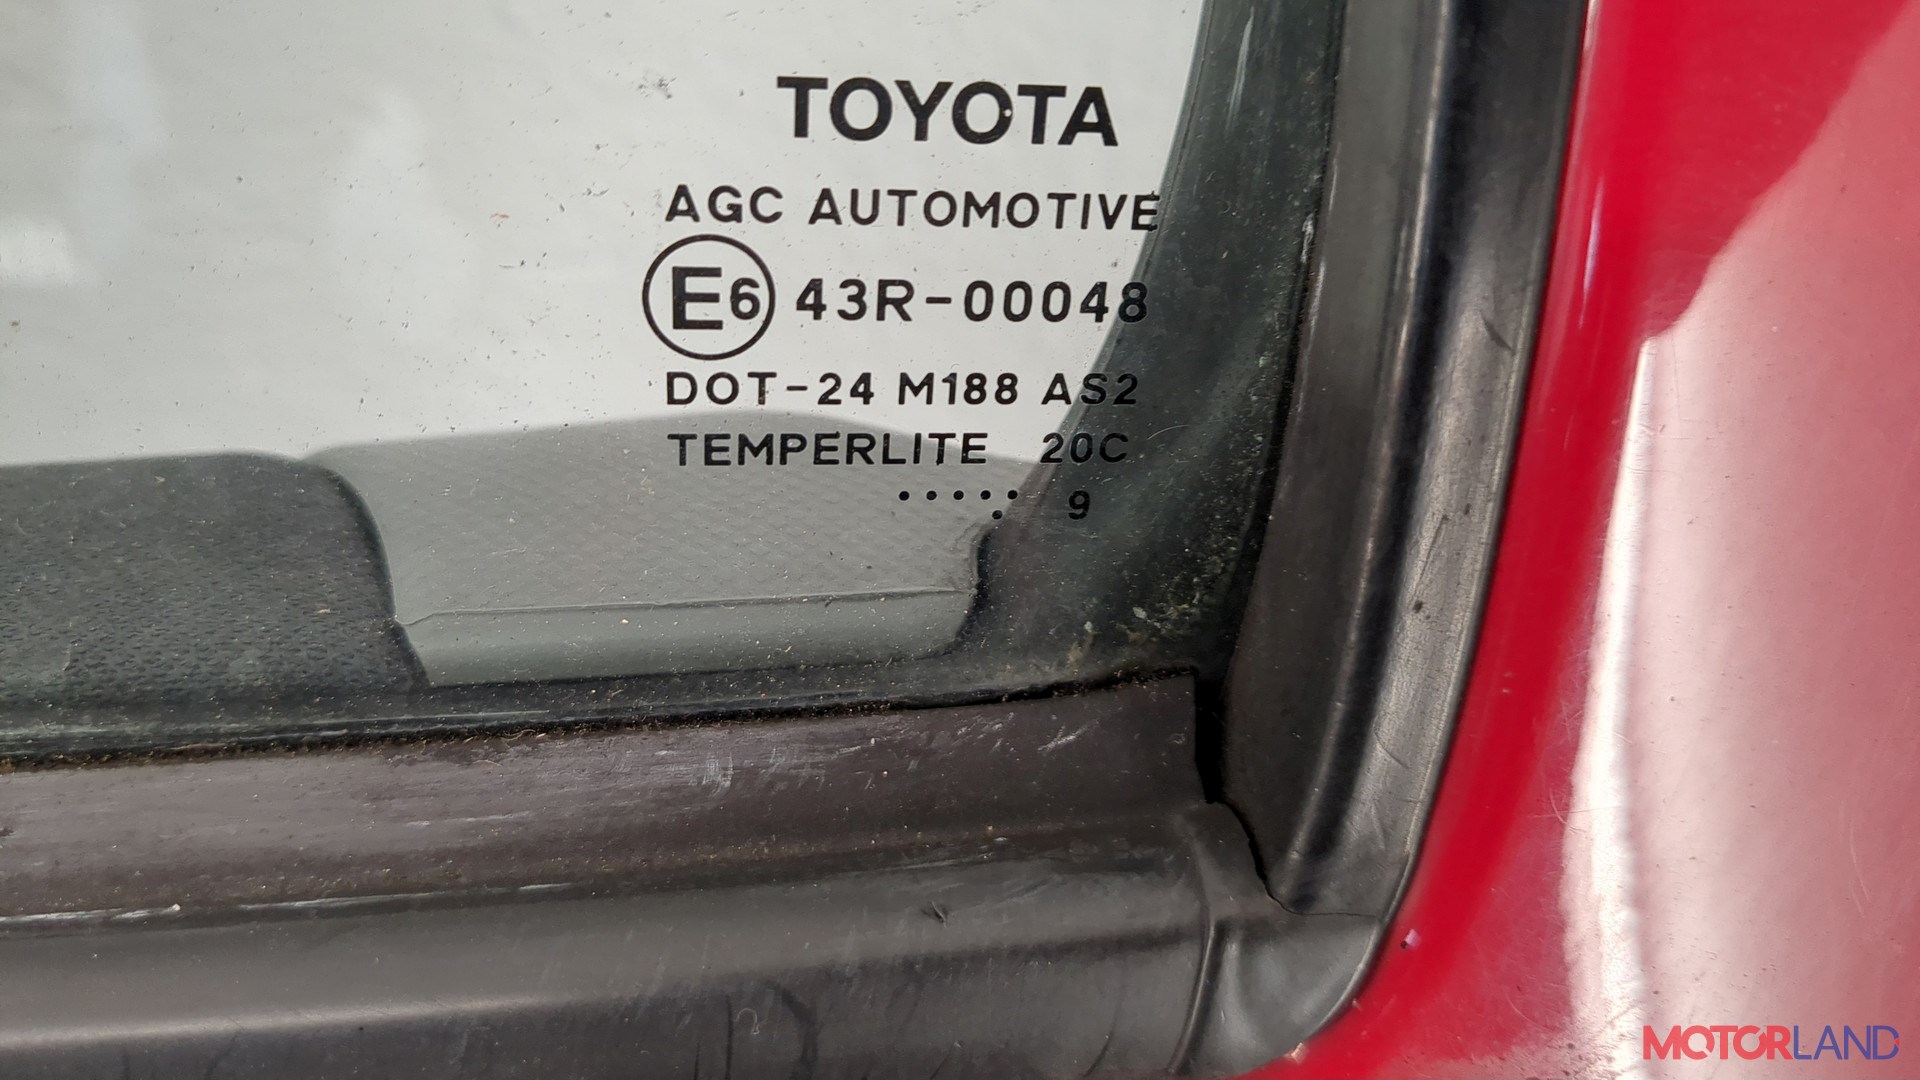 TOYOTA
AGC AUTOMOTIVE
E6 43R-00048
DOT-24 M188 AS2
TEMPERLITE 20C
..... . 9
MOTORLAND